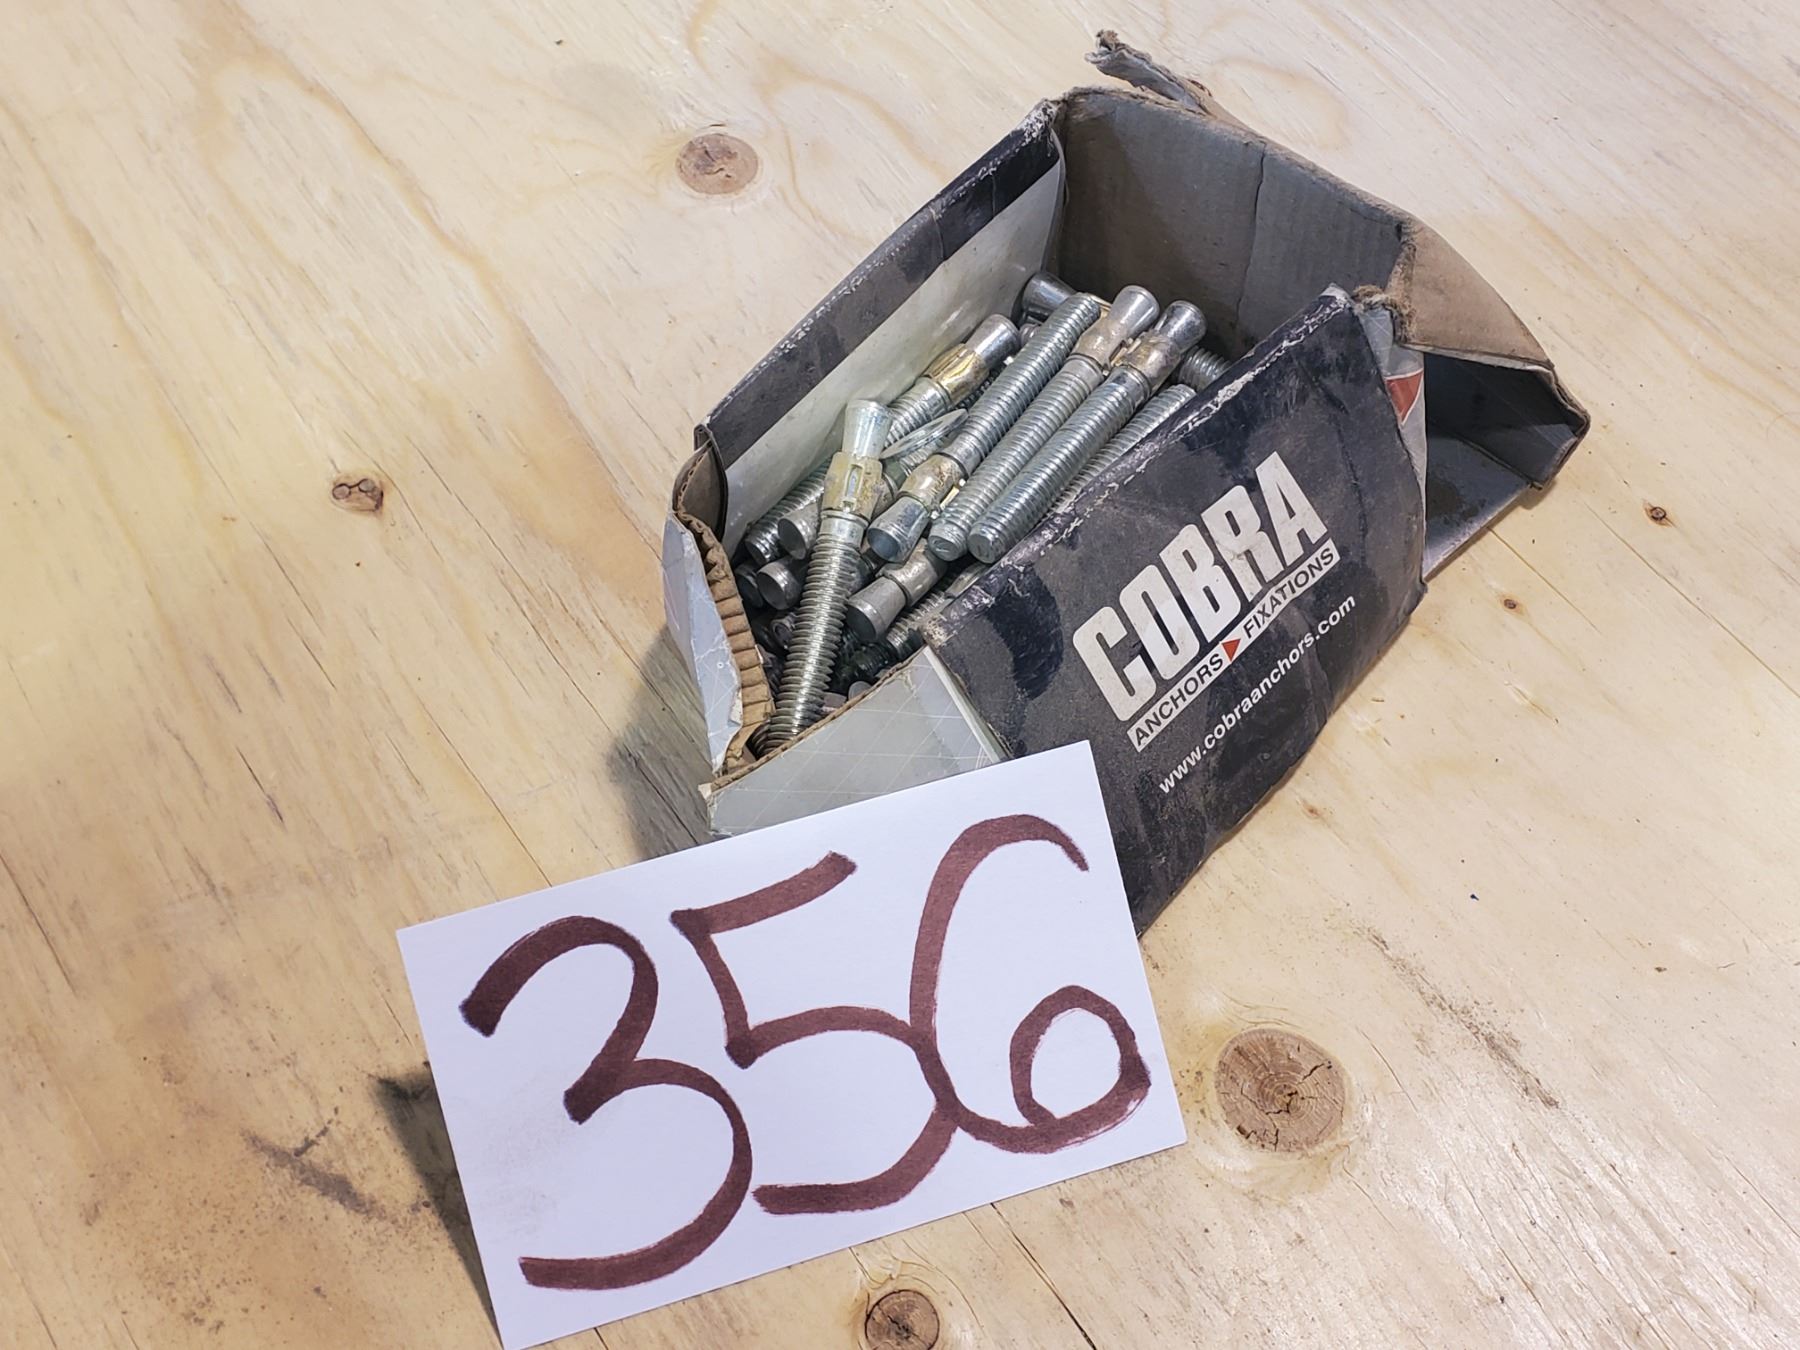 COBRA
ANCHORS FIXATIONS
www.cobraanchors.com
356